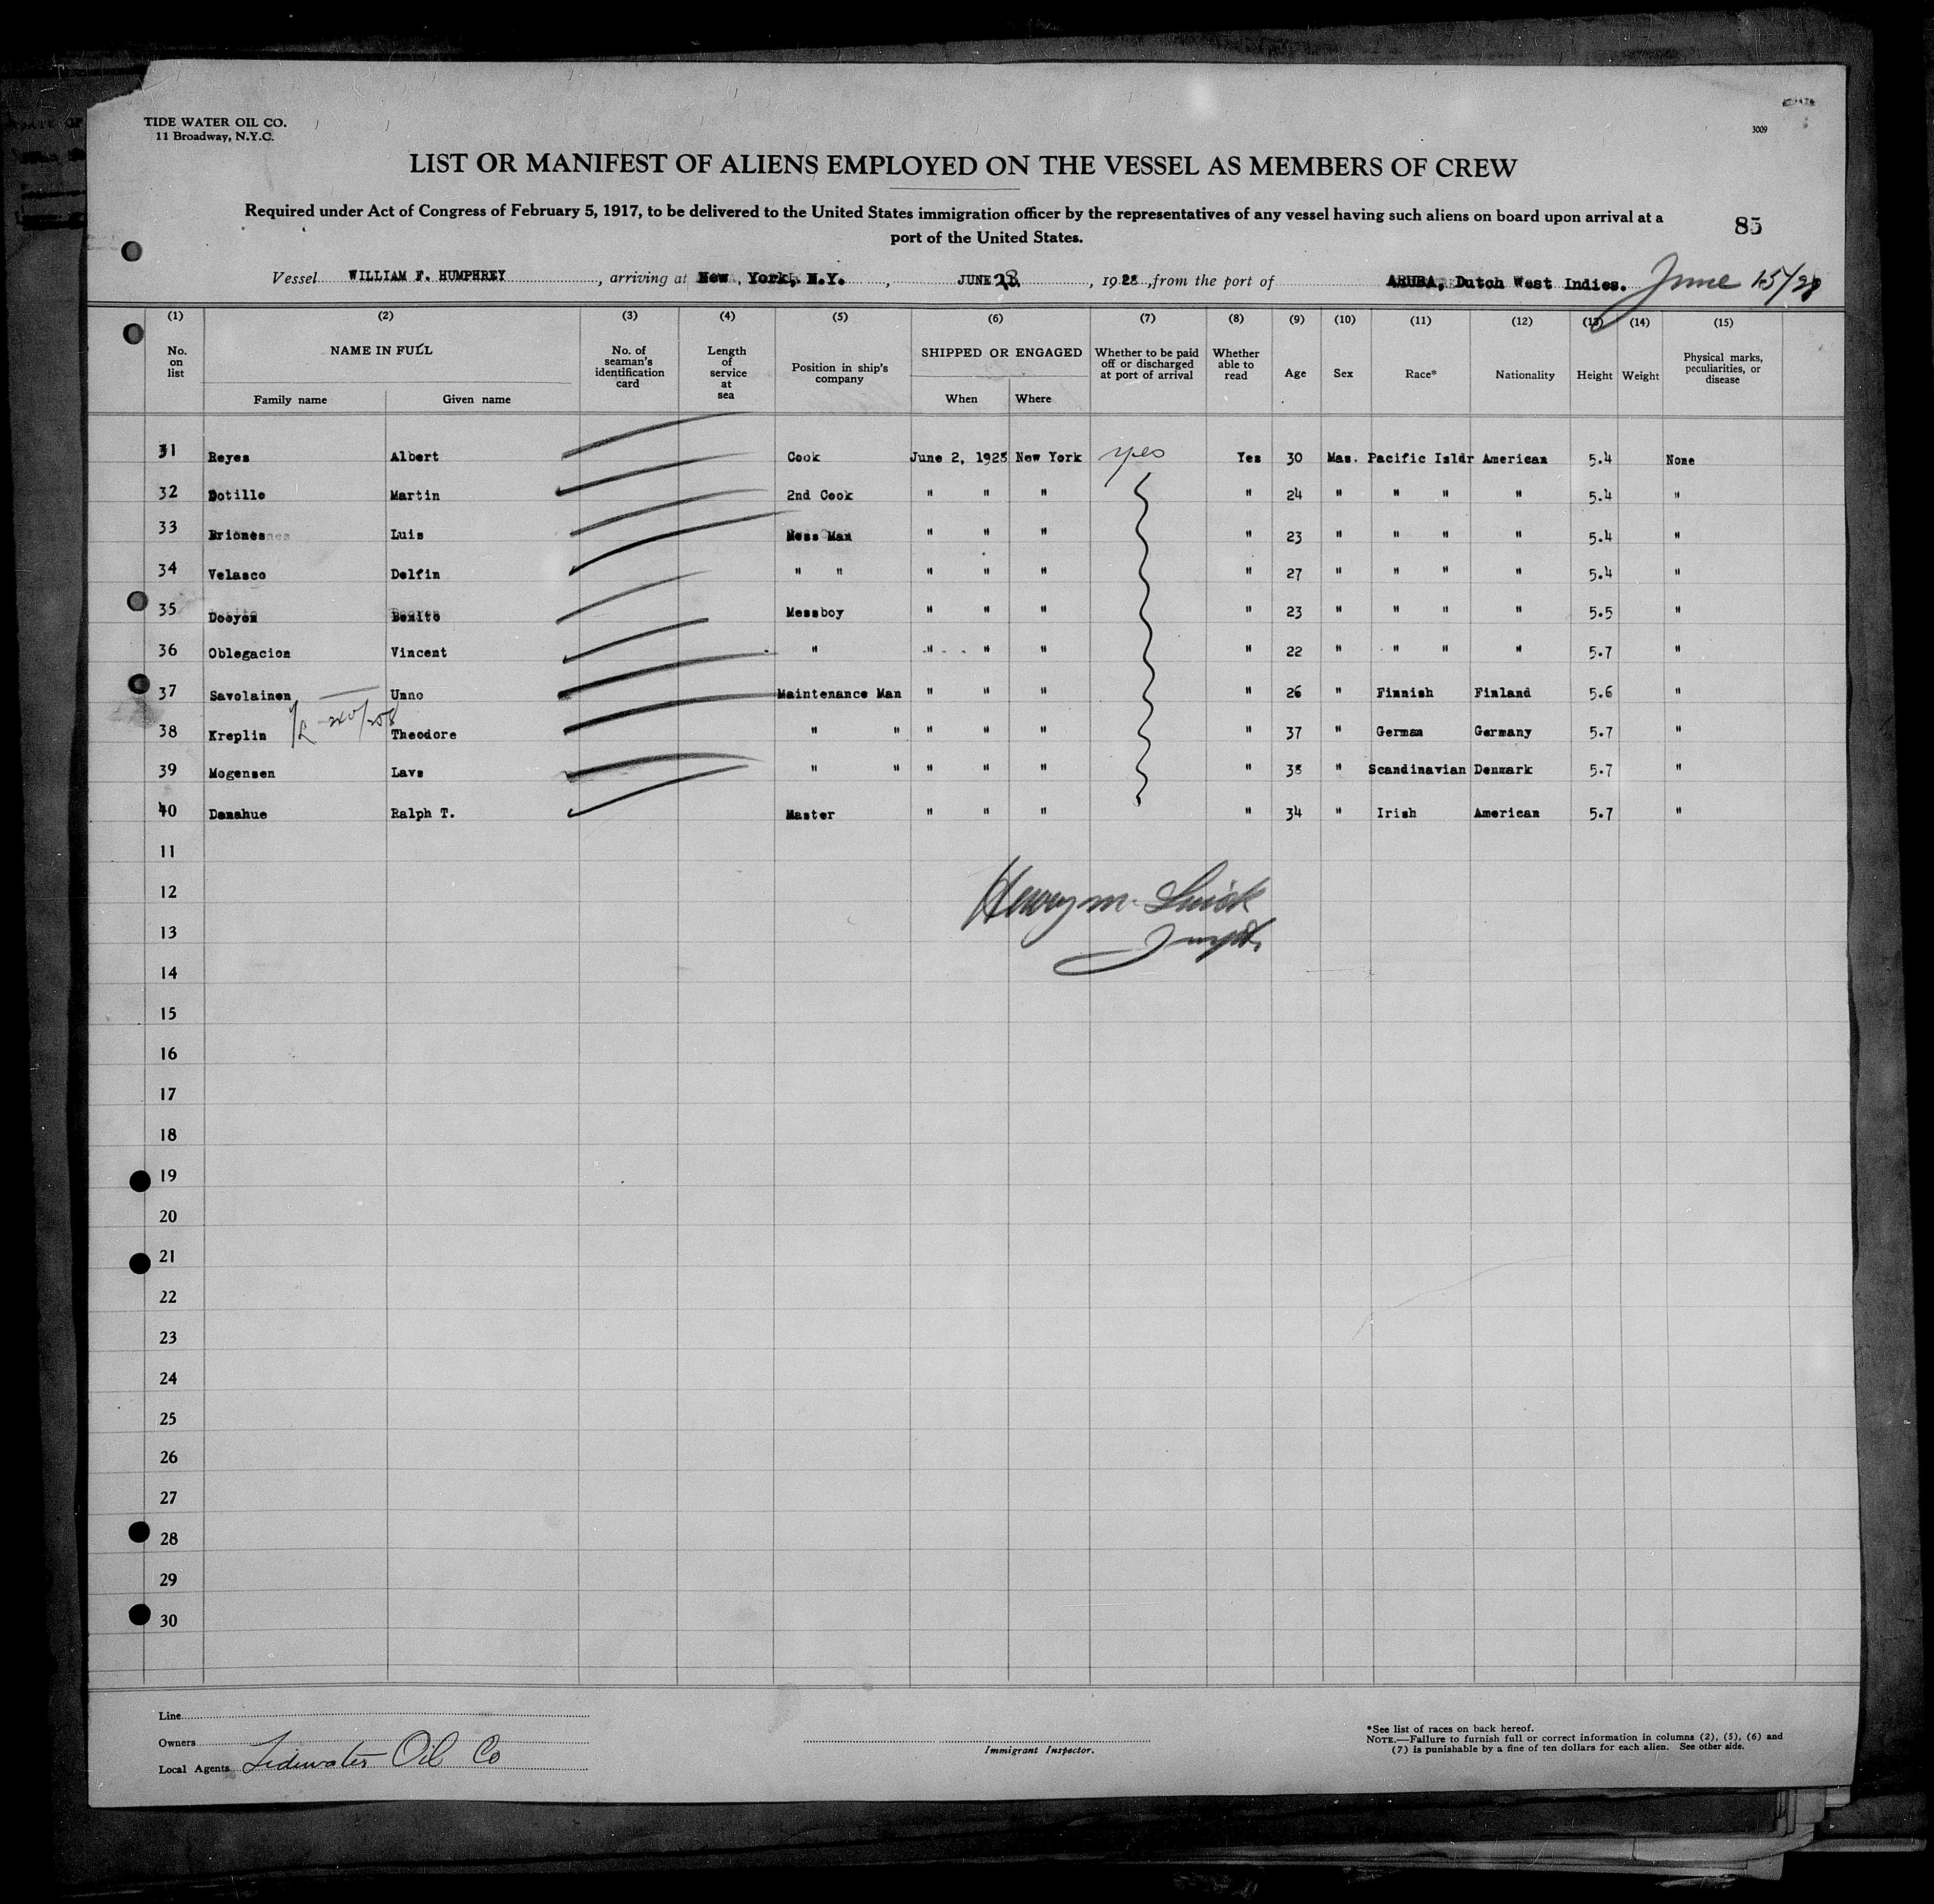 TIDE WATER OIL CO.
11 Broadway, N.Y.C.
3009
LIST OR MANIFEST OF ALIENS EMPLOYED ON THE VESSEL AS MEMBERS OF CREW
Required under Act of Congress of February 5, 1917, to be delivered to the United States immigration officer by the representatives of any vessel having such aliens on board upon arrival at a
port of the United States.
85
Vessel WILLIAM F. HUMPHREY, arriving at New York, N.Y., JUNE 23, 1928, from the port of ARUBA, Dutch West Indies. June 15/28
(1) (2) (3) (4) (5) (6) (7) (8) (9) (10) (11) (12) (13) (14) (15)
No. on list NAME IN FULL Family name Given name No. of seaman's identification card Length of service at sea Position in ship's company SHIPPED OR ENGAGED When Where Whether to be paid off or discharged at port of arrival Whether able to read Age Sex Race* Nationality Height Weight Physical marks, peculiarities, or disease
31 Reyes Albert Cook June 2, 1928 New York yes Yes 30 Mas. Pacific Isldr American 5.4 None
32 Dotillo Martin 2nd Cook " " " " 24 " " " " 5.4 "
33 Briones Luis Mess Man " " " " 23 " " " " 5.4 "
34 Velasco Delfin " " " " " " 27 " " " " 5.4 "
35 Dooyon Benito Messboy " " " " 23 " " " " 5.5 "
36 Oblegacion Vincent " " " " " 22 " " " " 5.7 "
37 Savolainen Unno Maintenance Man " " " " 26 " Finnish Finland 5.6 "
38 Kreplin Theodore " " " " " " 37 " German Germany 5.7 "
39 Mogensen Lavs " " " " " " 38 " Scandinavian Denmark 5.7 "
40 Donahue Ralph T. Master " " " " 34 " Irish American 5.7 "
11
12
13
14
15
16
17
18
19
20
21
22
23
24
25
26
27
28
29
30
Line
Owners
Local Agents Tidewater Oil Co
Immigrant Inspector.
*See list of races on back hereof.
NOTE.—Failure to furnish full or correct information in columns (2), (5), (6) and
(7) is punishable by a fine of ten dollars for each alien. See other side.